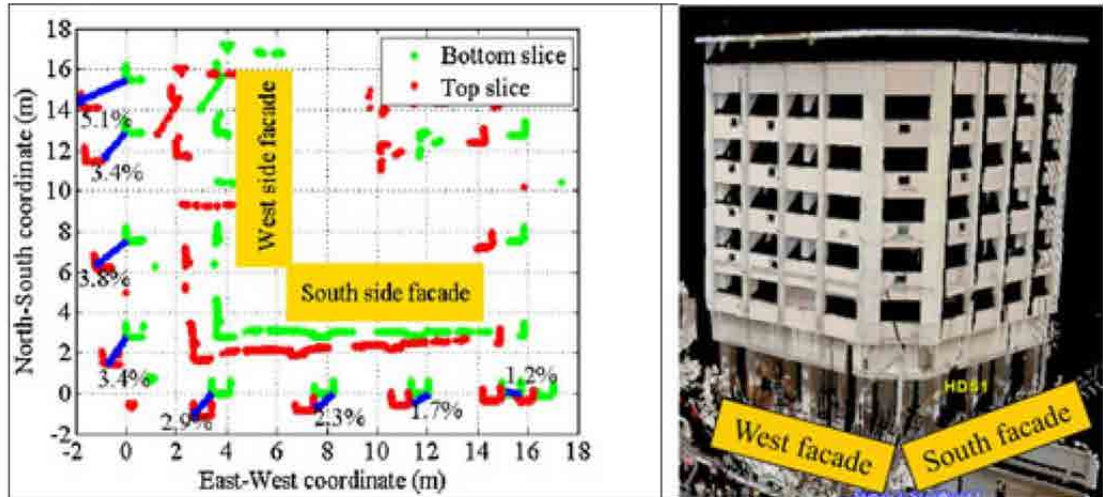 18
16
14
12
10
8
6
4
2
0
-2
-2 0 2 4 6 8 10 12 14 16 18
North-South coordinate (m)
East-West coordinate (m)
Bottom slice
Top slice
5.1%
3.4%
3.8%
3.4%
2.9%
2.3%
1.7%
1.2%
West side facade
South side facade
HDS1
West facade
South facade